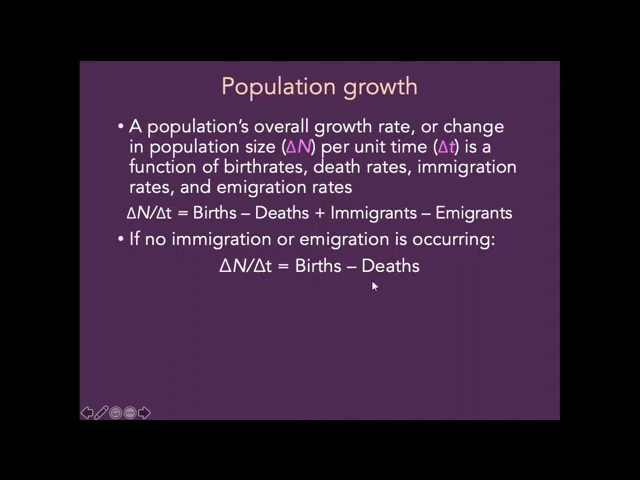 Population growth
• A population's overall growth rate, or change
in population size (ΔN) per unit time (Δt) is a
function of birthrates, death rates, immigration
rates, and emigration rates
ΔN/Δt = Births – Deaths + Immigrants – Emigrants
• If no immigration or emigration is occurring:
ΔN/Δt = Births – Deaths